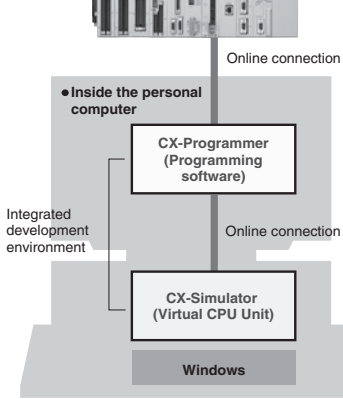 Online connection
●Inside the personal
computer
CX-Programmer
(Programming
software)
Integrated
development
environment
Online connection
CX-Simulator
(Virtual CPU Unit)
Windows